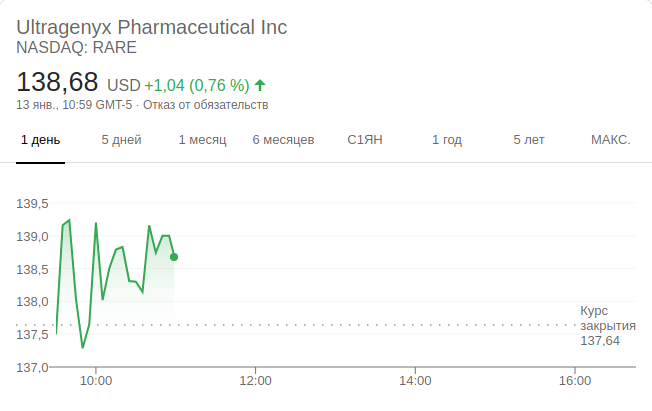 Ultragenyx Pharmaceutical Inc
NASDAQ: RARE
138,68 USD +1,04 (0,76 %)
13 янв., 10:59 GMT-5 · Отказ от обязательств
1 день 5 дней 1 месяц 6 месяцев С1ЯН 1 год 5 лет МАКС.
139,5
139,0
138,5
138,0
137,5
137,0
Курс
закрытия
137,64
10:00 12:00 14:00 16:00